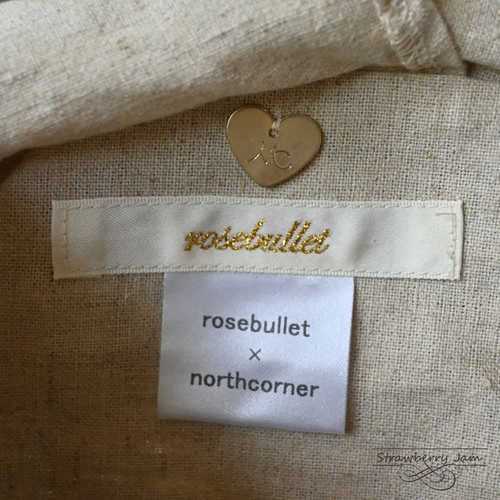 rosebullet
rosebullet
×
northcorner
Strawberry Jam